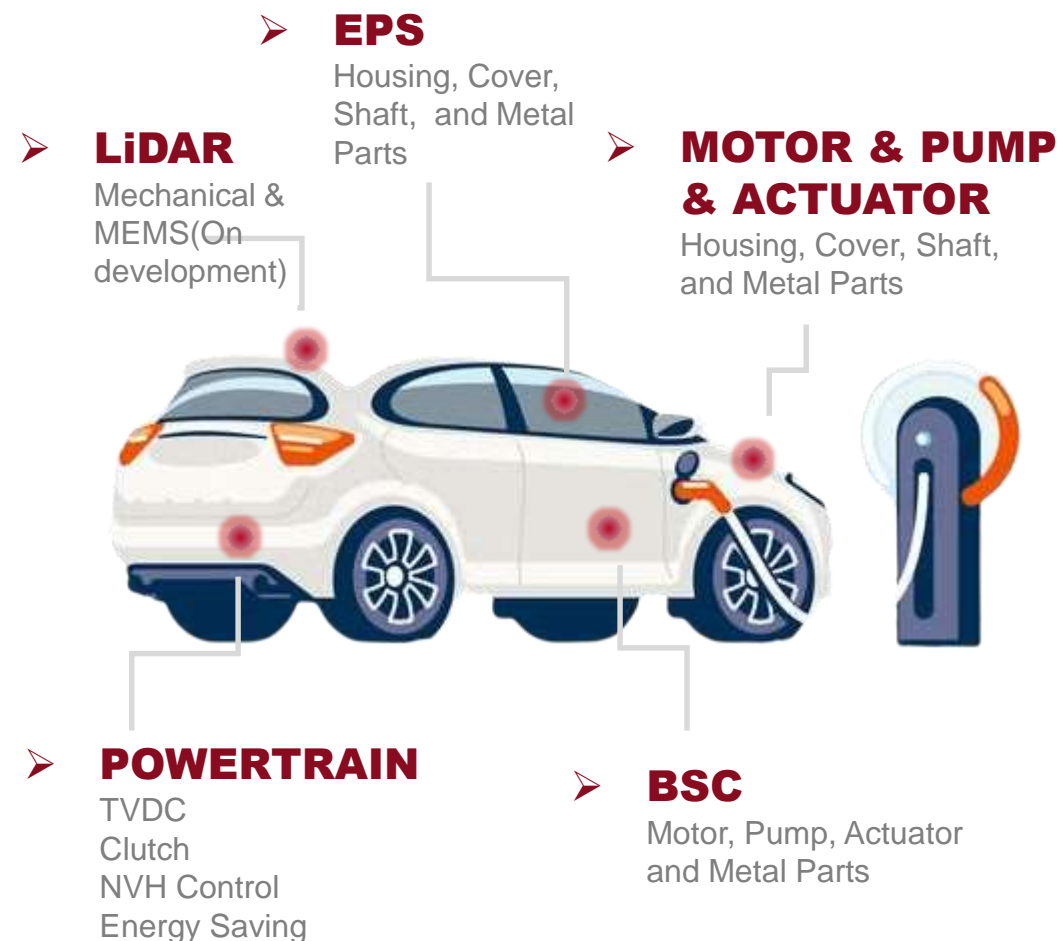 ➢ EPS
Housing, Cover,
Shaft, and Metal
Parts
➢ LiDAR
Mechanical &
MEMS(On
development)
➢ MOTOR & PUMP
& ACTUATOR
Housing, Cover, Shaft,
and Metal Parts
➢ POWERTRAIN
TVDC
Clutch
NVH Control
Energy Saving
➢ BSC
Motor, Pump, Actuator
and Metal Parts